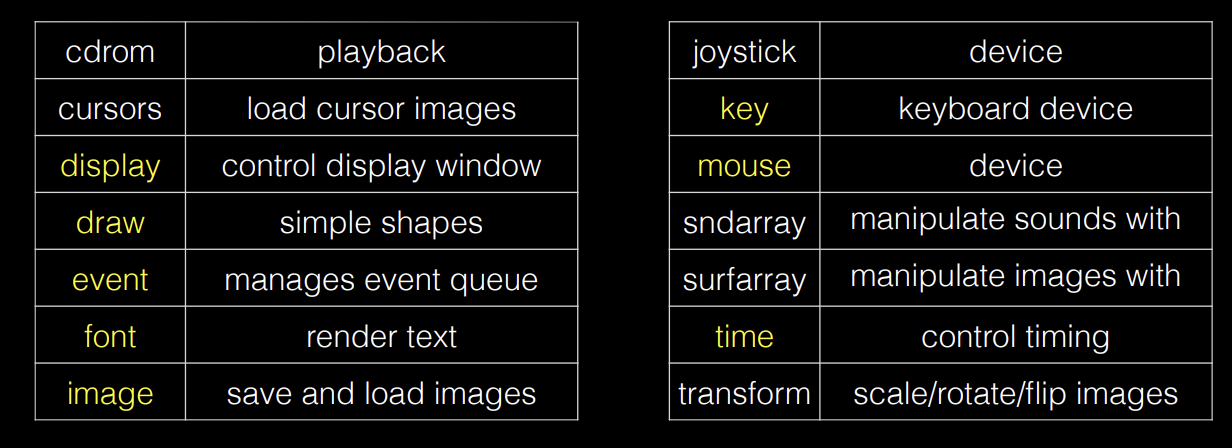 cdrom playback
cursors load cursor images
display control display window
draw simple shapes
event manages event queue
font render text
image save and load images
joystick device
key keyboard device
mouse device
sndarray manipulate sounds with
surfarray manipulate images with
time control timing
transform scale/rotate/flip images